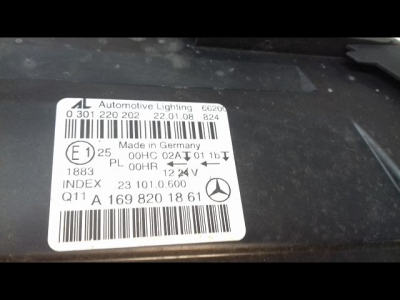 AL Automotive Lighting 6620
0 301 220 202 22.01.08 824
Made in Germany
E1 25 00HC 02A 01 1b
PL 00HR ← ←
1883 12 24V
INDEX 23 101.0.600
Q11 A 169 820 18 61